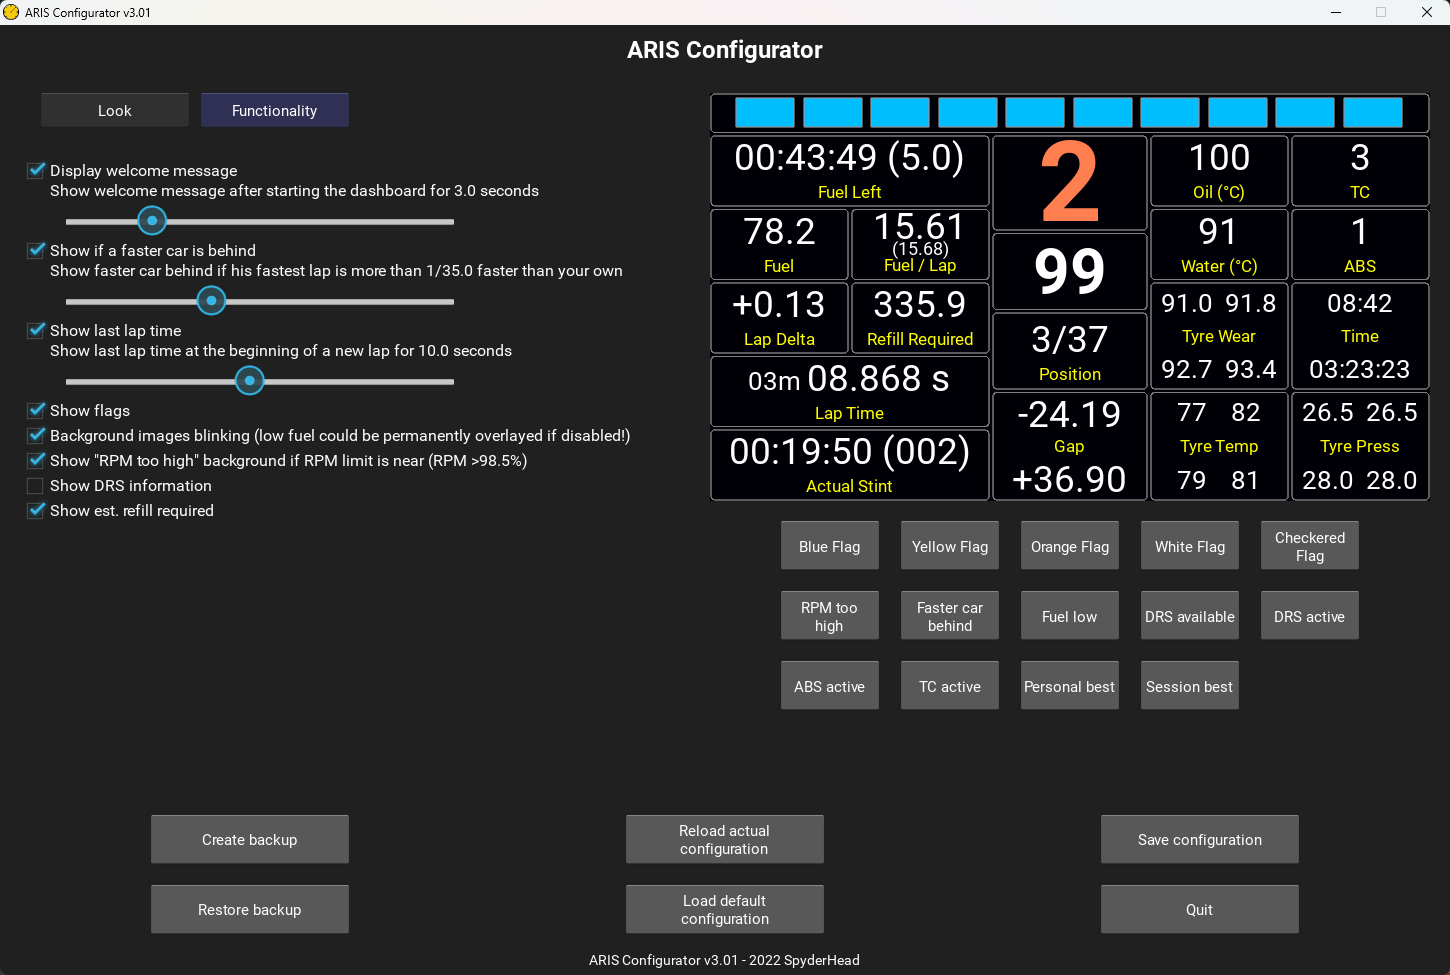 ARIS Configurator v3.01
ARIS Configurator
Look
Functionality
Display welcome message
Show welcome message after starting the dashboard for 3.0 seconds
Show if a faster car is behind
Show faster car behind if his fastest lap is more than 1/35.0 faster than your own
Show last lap time
Show last lap time at the beginning of a new lap for 10.0 seconds
Show flags
Background images blinking (low fuel could be permanently overlayed if disabled!)
Show "RPM too high" background if RPM limit is near (RPM >98.5%)
Show DRS information
Show est. refill required
00:43:49 (5.0)
Fuel Left
78.2
Fuel
15.61
(15.68)
Fuel / Lap
+0.13
Lap Delta
335.9
Refill Required
03m 08.868 s
Lap Time
00:19:50 (002)
Actual Stint
2
99
3/37
Position
-24.19
Gap
+36.90
100
Oil (°C)
3
TC
91
Water (°C)
1
ABS
91.0 91.8
Tyre Wear
92.7 93.4
08:42
Time
03:23:23
77 82
Tyre Temp
79 81
26.5 26.5
Tyre Press
28.0 28.0
Blue Flag
Yellow Flag
Orange Flag
White Flag
Checkered
Flag
RPM too
high
Faster car
behind
Fuel low
DRS available
DRS active
ABS active
TC active
Personal best
Session best
Create backup
Reload actual
configuration
Save configuration
Restore backup
Load default
configuration
Quit
ARIS Configurator v3.01 - 2022 SpyderHead